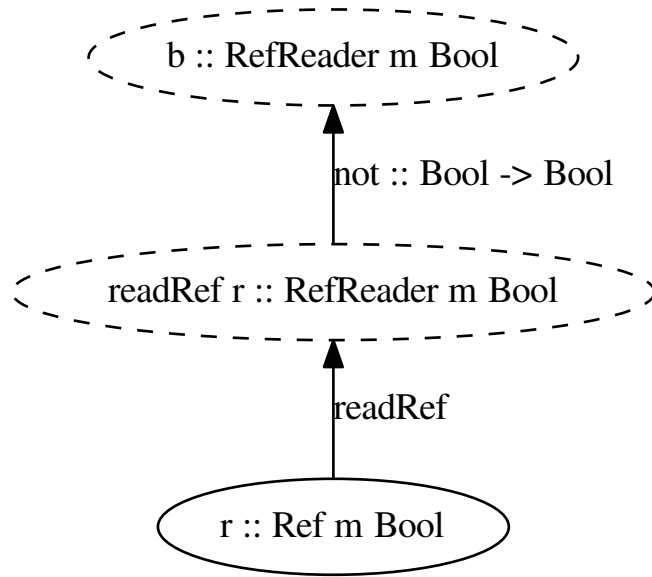 b :: RefReader m Bool
not :: Bool -> Bool
readRef r :: RefReader m Bool
readRef
r :: Ref m Bool